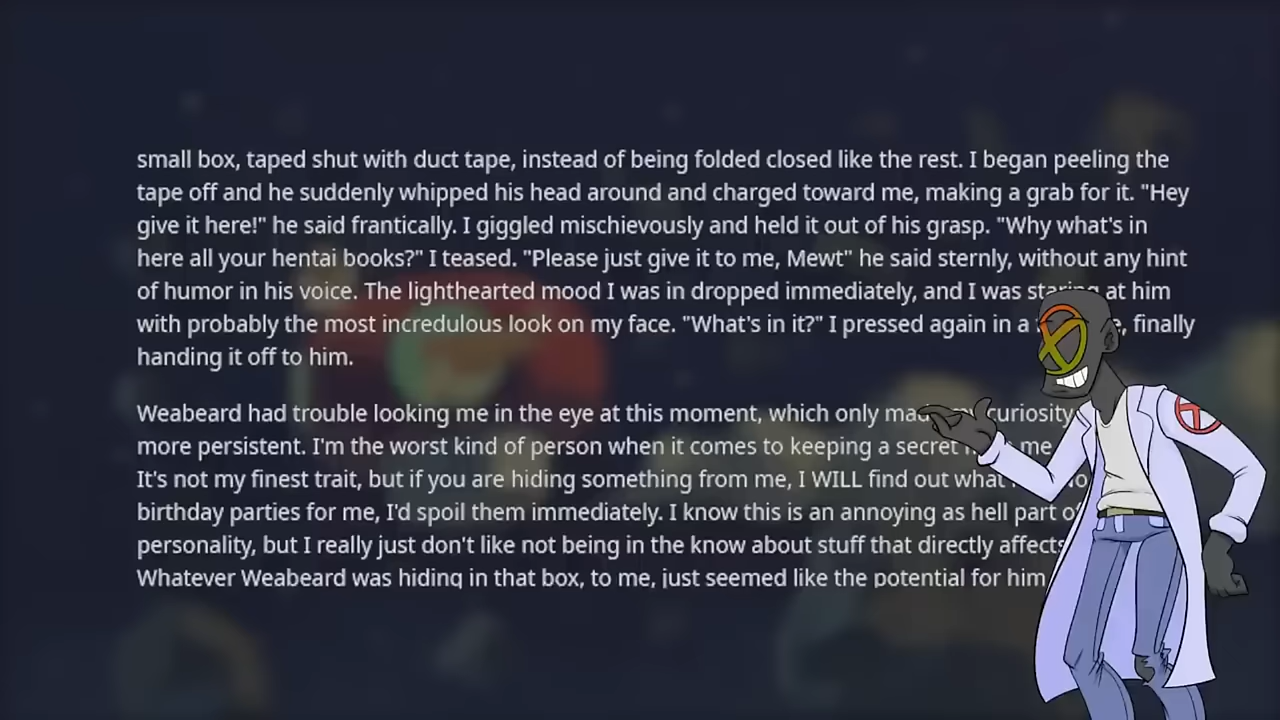 small box, taped shut with duct tape, instead of being folded closed like the rest. I began peeling the
tape off and he suddenly whipped his head around and charged toward me, making a grab for it. "Hey
give it here!" he said frantically. I giggled mischievously and held it out of his grasp. "Why what's in
here all your hentai books?" I teased. "Please just give it to me, Mewt" he said sternly, without any hint
of humor in his voice. The lighthearted mood I was in dropped immediately, and I was staring at him
with probably the most incredulous look on my face. "What's in it?" I pressed again in a finally
handing it off to him.
Weabeard had trouble looking me in the eye at this moment, which only curiosity
more persistent. I'm the worst kind of person when it comes to keeping a secret me
It's not my finest trait, but if you are hiding something from me, I WILL find out what
birthday parties for me, I'd spoil them immediately. I know this is an annoying as hell part of
personality, but I really just don't like not being in the know about stuff that directly affects
Whatever Weabeard was hiding in that box, to me, just seemed like the potential for him